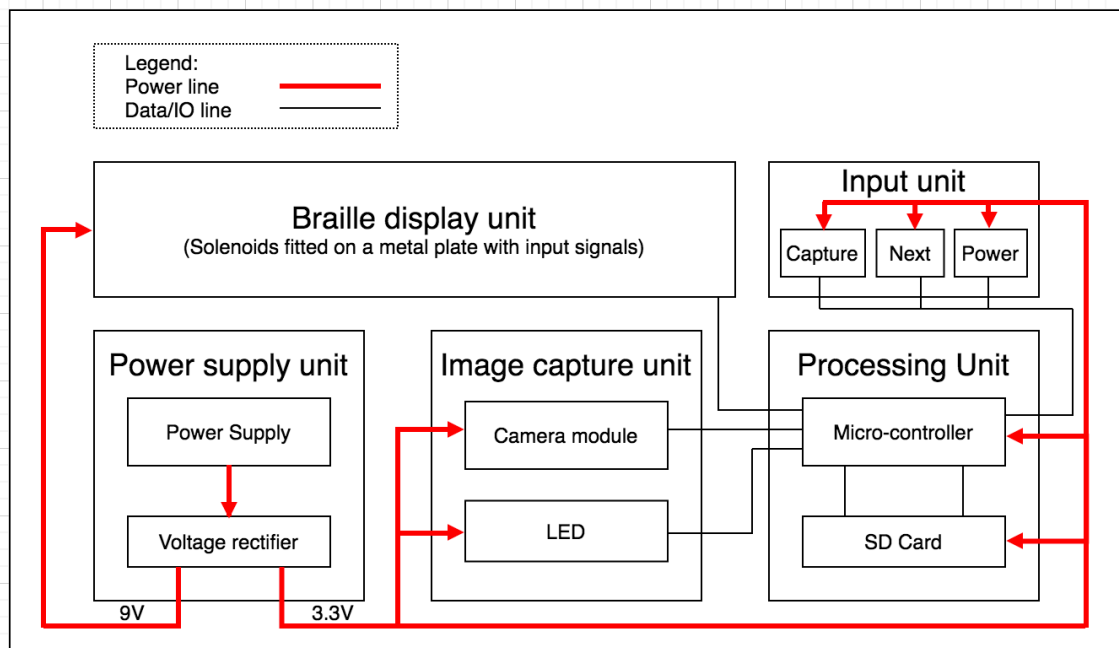 Legend:
Power line
Data/IO line
Braille display unit
(Solenoids fitted on a metal plate with input signals)
Input unit
Capture
Next
Power
Power supply unit
Power Supply
Voltage rectifier
9V
3.3V
Image capture unit
Camera module
LED
Processing Unit
Micro-controller
SD Card